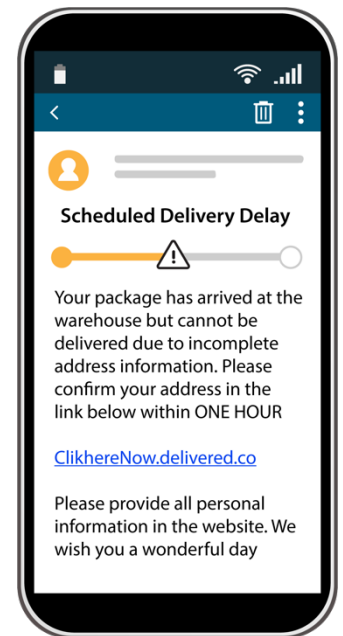 Scheduled Delivery Delay
Your package has arrived at the
warehouse but cannot be
delivered due to incomplete
address information. Please
confirm your address in the
link below within ONE HOUR
ClikhereNow.delivered.co
Please provide all personal
information in the website. We
wish you a wonderful day